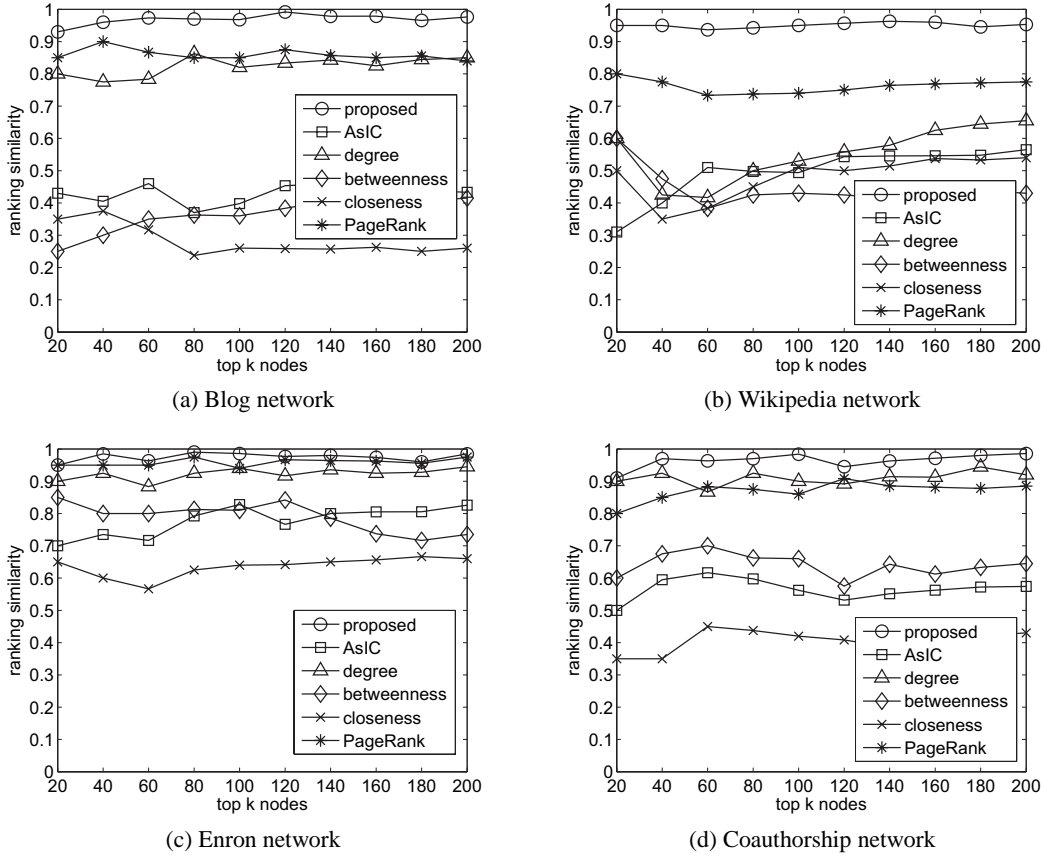 1
0.9
0.8
0.7
0.6
0.5
0.4
0.3
0.2
0.1
0
ranking similarity
proposed
AsIC
degree
betweenness
closeness
PageRank
20 40 60 80 100 120 140 160 180 200
top k nodes
(a) Blog network
1
0.9
0.8
0.7
0.6
0.5
0.4
0.3
0.2
0.1
0
ranking similarity
proposed
AsIC
degree
betweenness
closeness
PageRank
20 40 60 80 100 120 140 160 180 200
top k nodes
(b) Wikipedia network
1
0.9
0.8
0.7
0.6
0.5
0.4
0.3
0.2
0.1
0
ranking similarity
proposed
AsIC
degree
betweenness
closeness
PageRank
20 40 60 80 100 120 140 160 180 200
top k nodes
(c) Enron network
1
0.9
0.8
0.7
0.6
0.5
0.4
0.3
0.2
0.1
0
ranking similarity
proposed
AsIC
degree
betweenness
closeness
PageRank
20 40 60 80 100 120 140 160 180 200
top k nodes
(d) Coauthorship network